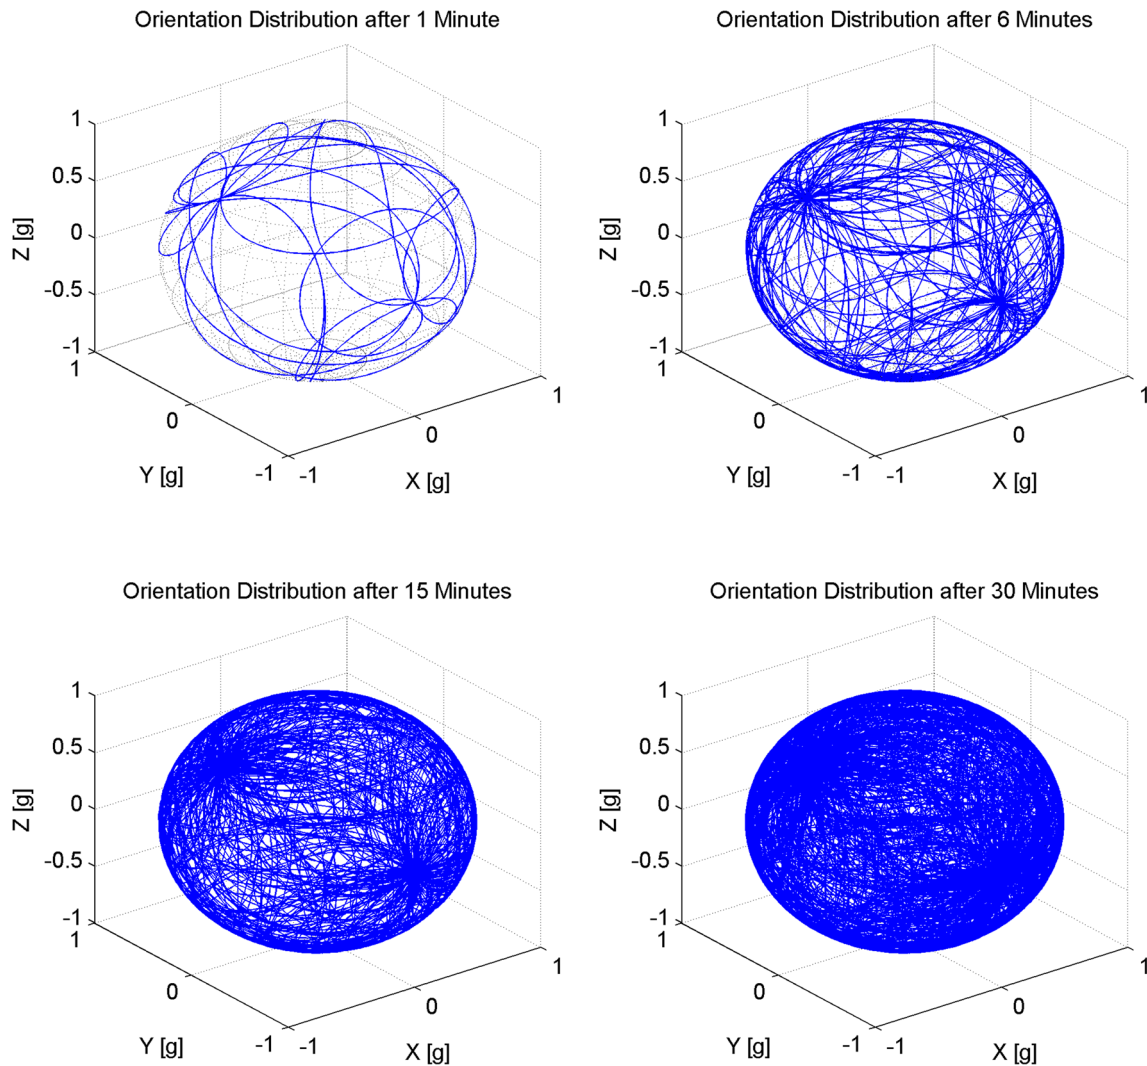 Orientation Distribution after 1 Minute
1
0.5
0
-0.5
-1
1
0
-1
-1
0
1
Z [g]
Y [g]
X [g]
Orientation Distribution after 6 Minutes
1
0.5
0
-0.5
-1
1
0
-1
-1
0
1
Z [g]
Y [g]
X [g]
Orientation Distribution after 15 Minutes
1
0.5
0
-0.5
-1
1
0
-1
-1
0
1
Z [g]
Y [g]
X [g]
Orientation Distribution after 30 Minutes
1
0.5
0
-0.5
-1
1
0
-1
-1
0
1
Z [g]
Y [g]
X [g]